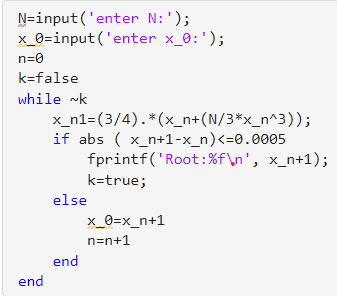 N=input('enter N:');
x_0=input('enter x_0:');
n=0
k=false
while ~k
x_n1=(3/4).*(x_n+(N/3*x_n^3));
if abs ( x_n+1-x_n)<=0.0005
fprintf('Root:%f\n', x_n+1);
k=true;
else
x_0=x_n+1
n=n+1
end
end